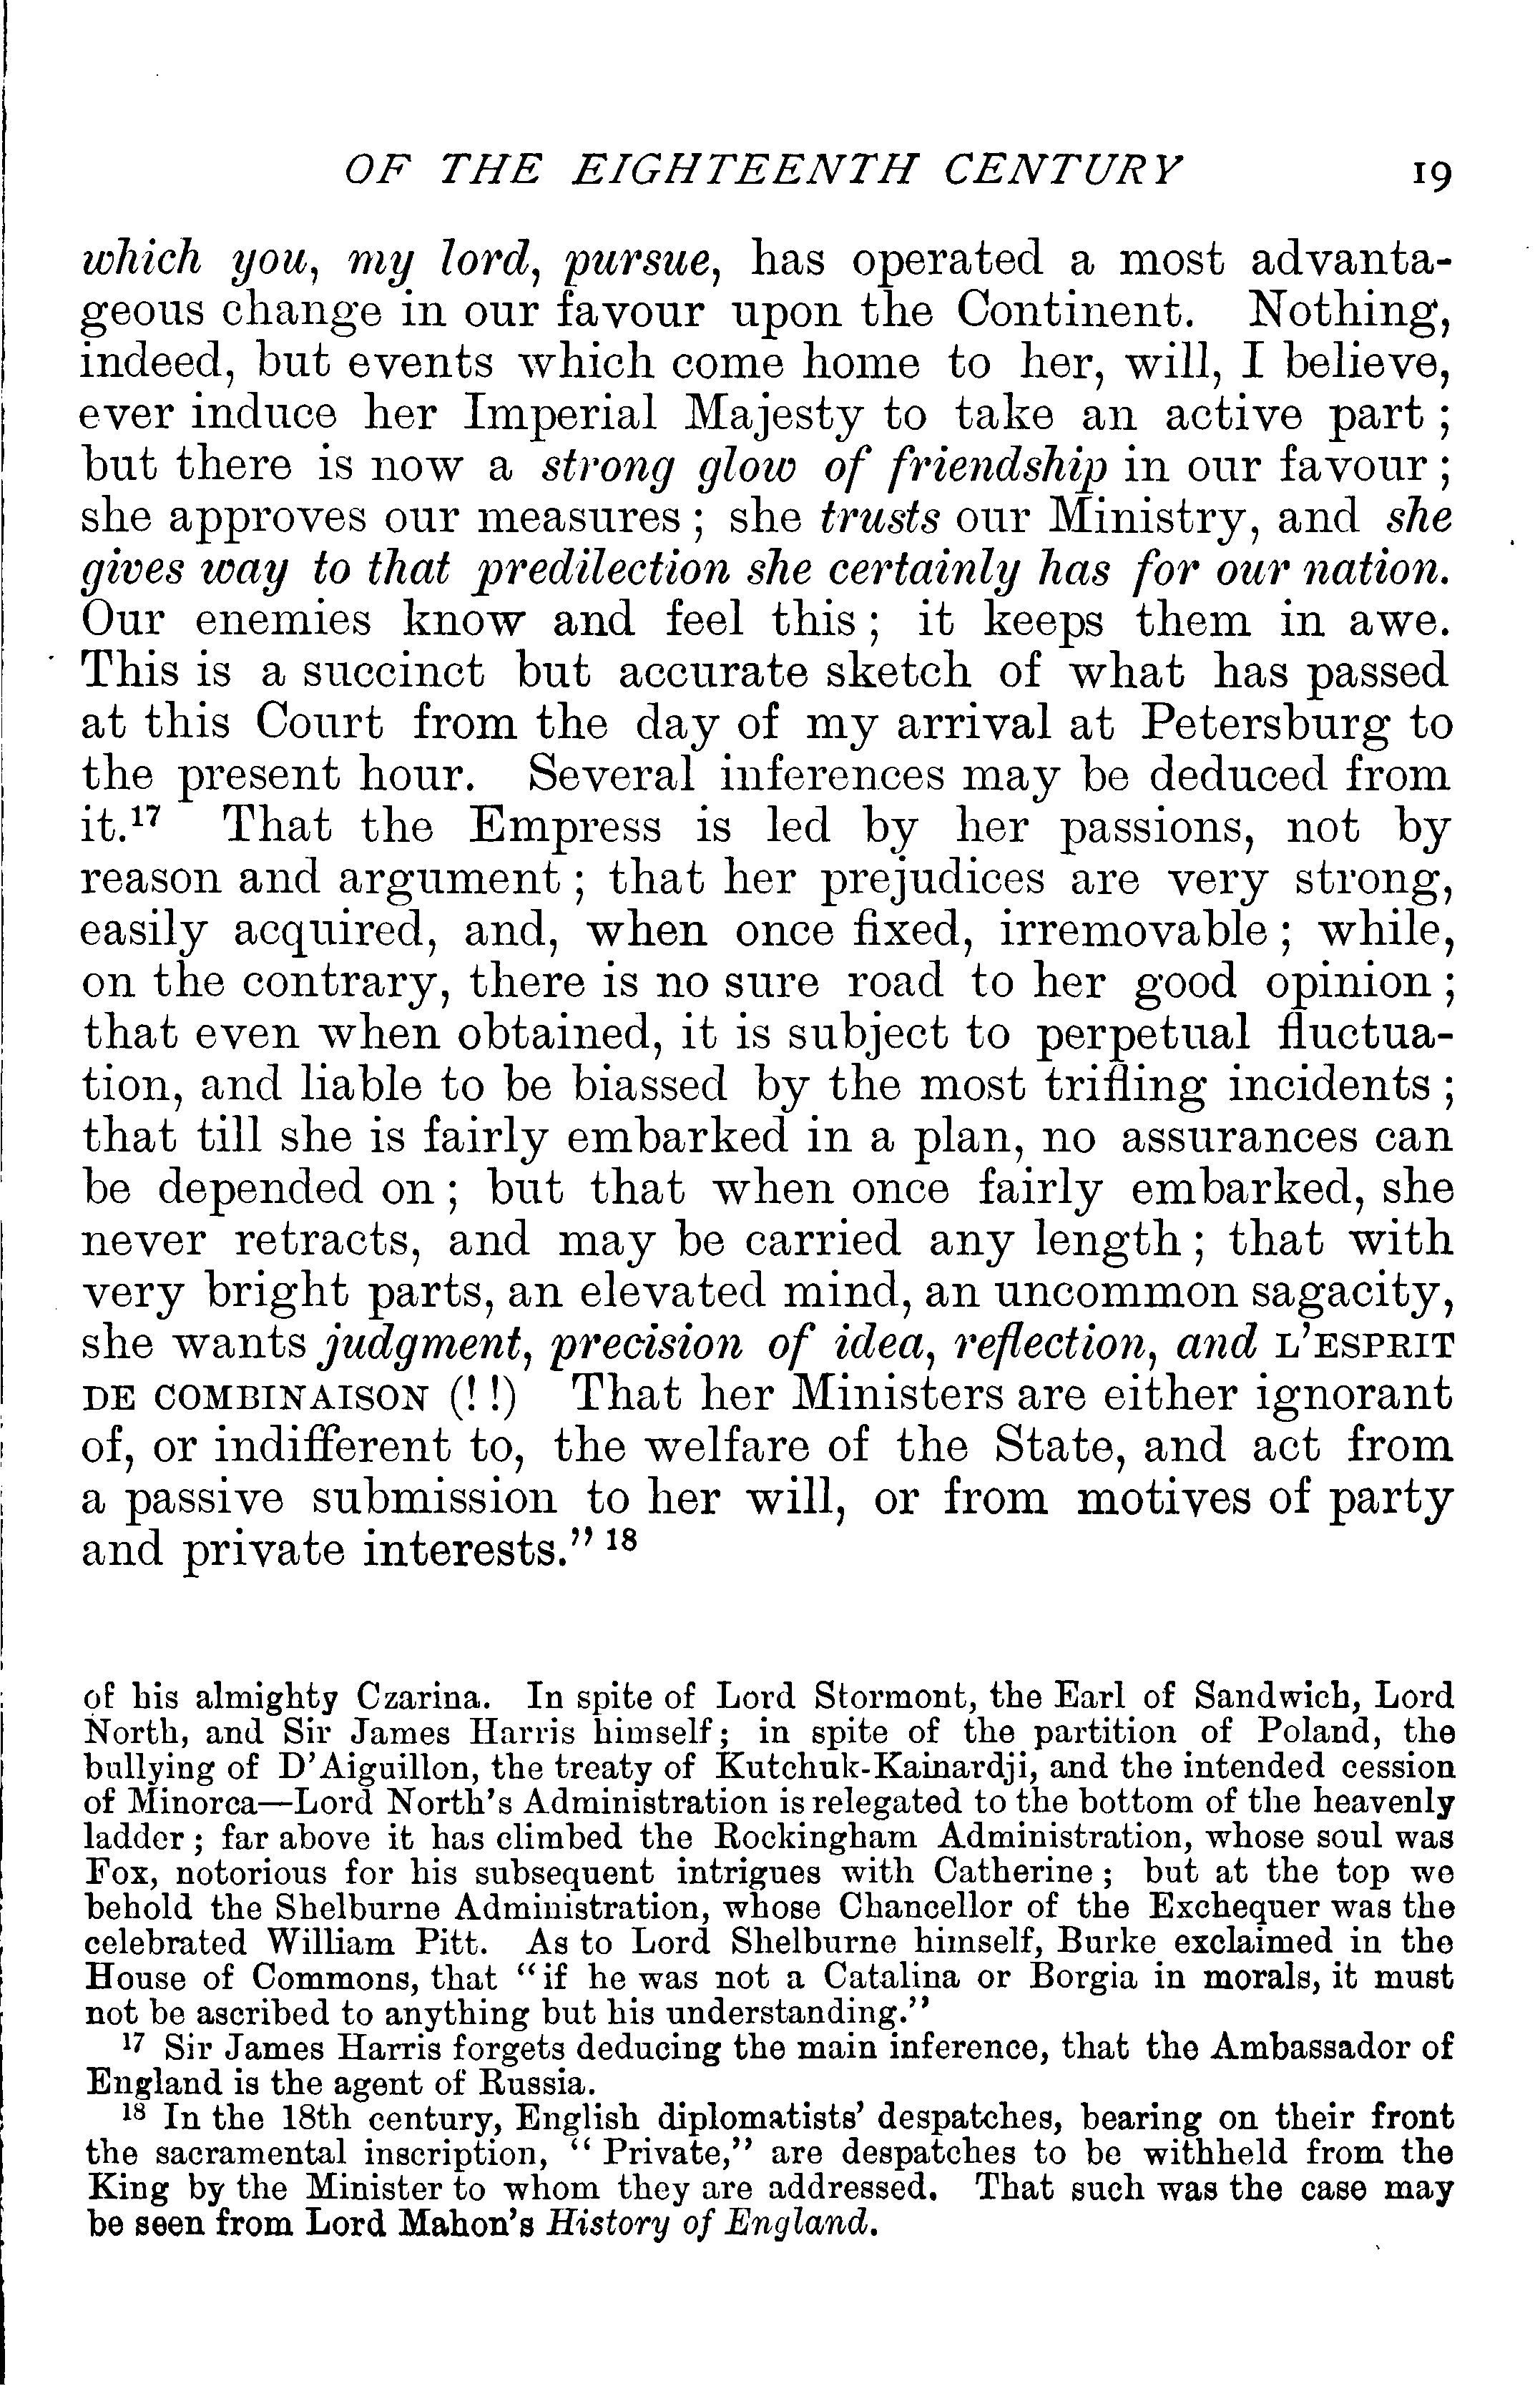 OF THE EIGHTEENTH CENTURY 19
which you, my lord, pursue, has operated a most advanta-
geous change in our favour upon the Continent. Nothing,
indeed, but events which come home to her, will, I believe,
ever induce her Imperial Majesty to take an active part ;
but there is now a strong glow of friendship in our favour ;
she approves our measures ; she trusts our Ministry, and she
gives way to that predilection she certainly has for our nation.
Our enemies know and feel this ; it keeps them in awe.
This is a succinct but accurate sketch of what has passed
at this Court from the day of my arrival at Petersburg to
the present hour. Several inferences may be deduced from
it.¹⁷ That the Empress is led by her passions, not by
reason and argument ; that her prejudices are very strong,
easily acquired, and, when once fixed, irremovable ; while,
on the contrary, there is no sure road to her good opinion ;
that even when obtained, it is subject to perpetual fluctua-
tion, and liable to be biassed by the most trifling incidents ;
that till she is fairly embarked in a plan, no assurances can
be depended on ; but that when once fairly embarked, she
never retracts, and may be carried any length ; that with
very bright parts, an elevated mind, an uncommon sagacity,
she wants judgment, precision of idea, reflection, and L'ESPRIT
DE COMBINAISON (! !) That her Ministers are either ignorant
of, or indifferent to, the welfare of the State, and act from
a passive submission to her will, or from motives of party
and private interests." ¹⁸
of his almighty Czarina. In spite of Lord Stormont, the Earl of Sandwich, Lord
North, and Sir James Harris himself ; in spite of the partition of Poland, the
bullying of D'Aiguillon, the treaty of Kutchuk-Kainardji, and the intended cession
of Minorca—Lord North's Administration is relegated to the bottom of the heavenly
ladder ; far above it has climbed the Rockingham Administration, whose soul was
Fox, notorious for his subsequent intrigues with Catherine ; but at the top we
behold the Shelburne Administration, whose Chancellor of the Exchequer was the
celebrated William Pitt. As to Lord Shelburne himself, Burke exclaimed in the
House of Commons, that "if he was not a Catalina or Borgia in morals, it must
not be ascribed to anything but his understanding."
¹⁷ Sir James Harris forgets deducing the main inference, that the Ambassador of
England is the agent of Russia.
¹⁸ In the 18th century, English diplomatists' despatches, bearing on their front
the sacramental inscription, "Private," are despatches to be withheld from the
King by the Minister to whom they are addressed. That such was the case may
be seen from Lord Mahon's History of England.